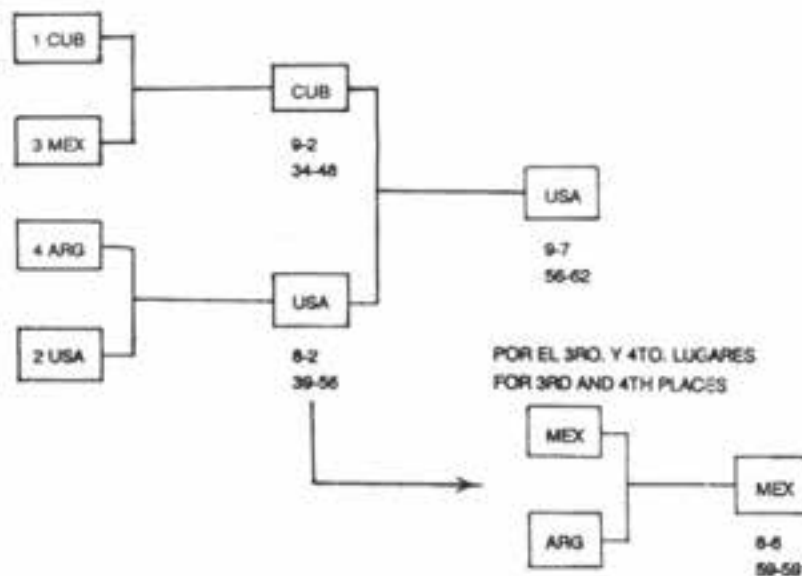 1 CUB
3 MEX
CUB
9-2
34-48
4 ARG
2 USA
USA
8-2
39-56
USA
9-7
56-62
POR EL 3RO. Y 4TO. LUGARES
FOR 3RD AND 4TH PLACES
MEX
ARG
MEX
8-8
59-59